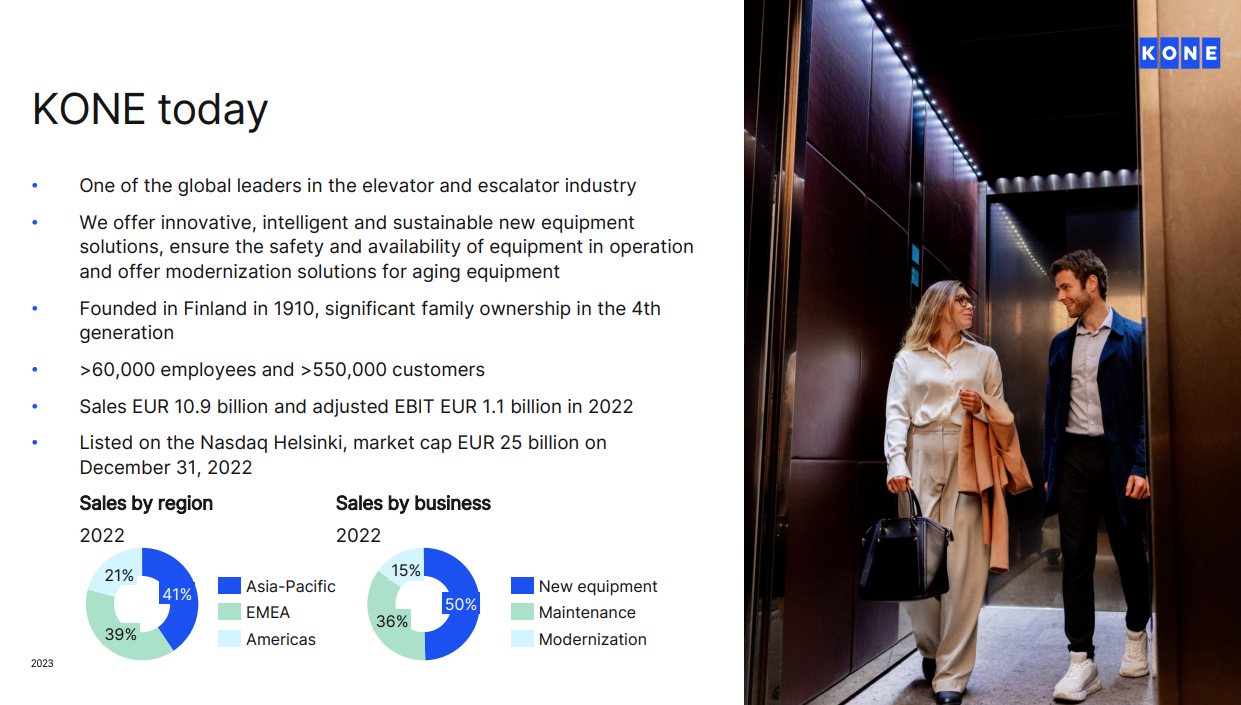 KONE
KONE today
• One of the global leaders in the elevator and escalator industry
• We offer innovative, intelligent and sustainable new equipment
solutions, ensure the safety and availability of equipment in operation
and offer modernization solutions for aging equipment
• Founded in Finland in 1910, significant family ownership in the 4th
generation
• >60,000 employees and >550,000 customers
• Sales EUR 10.9 billion and adjusted EBIT EUR 1.1 billion in 2022
• Listed on the Nasdaq Helsinki, market cap EUR 25 billion on
December 31, 2022
Sales by region
2022
21%
41%
39%
Asia-Pacific
EMEA
Americas
Sales by business
2022
15%
50%
36%
New equipment
Maintenance
Modernization
2023